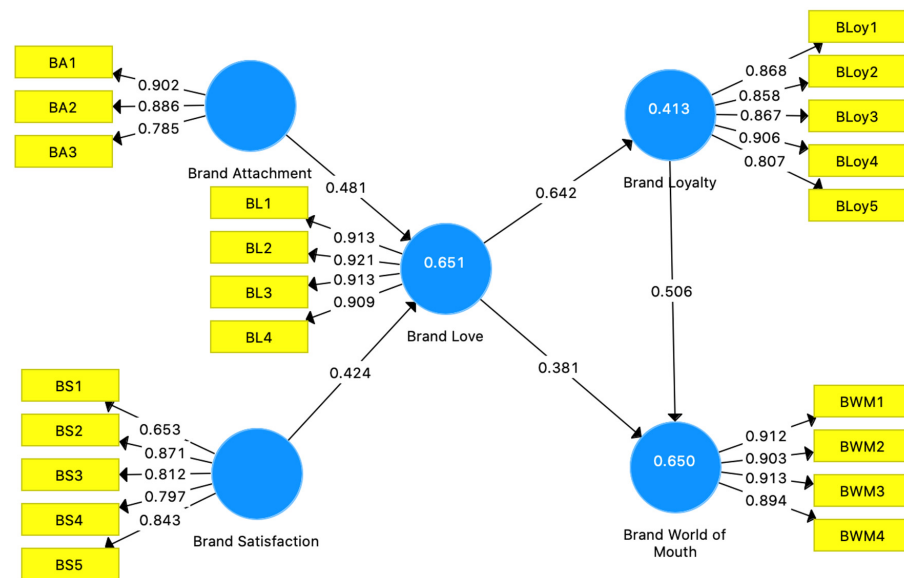 BA1
BA2
BA3
0.902
0.886
0.785
Brand Attachment
0.481
BL1
BL2
BL3
BL4
0.913
0.921
0.913
0.909
0.651
Brand Love
BS1
BS2
BS3
BS4
BS5
0.653
0.871
0.812
0.797
0.843
Brand Satisfaction
0.424
0.642
0.381
0.413
Brand Loyalty
0.868
0.858
0.867
0.906
0.807
BLoy1
BLoy2
BLoy3
BLoy4
BLoy5
0.506
0.650
Brand World of
Mouth
0.912
0.903
0.913
0.894
BWM1
BWM2
BWM3
BWM4